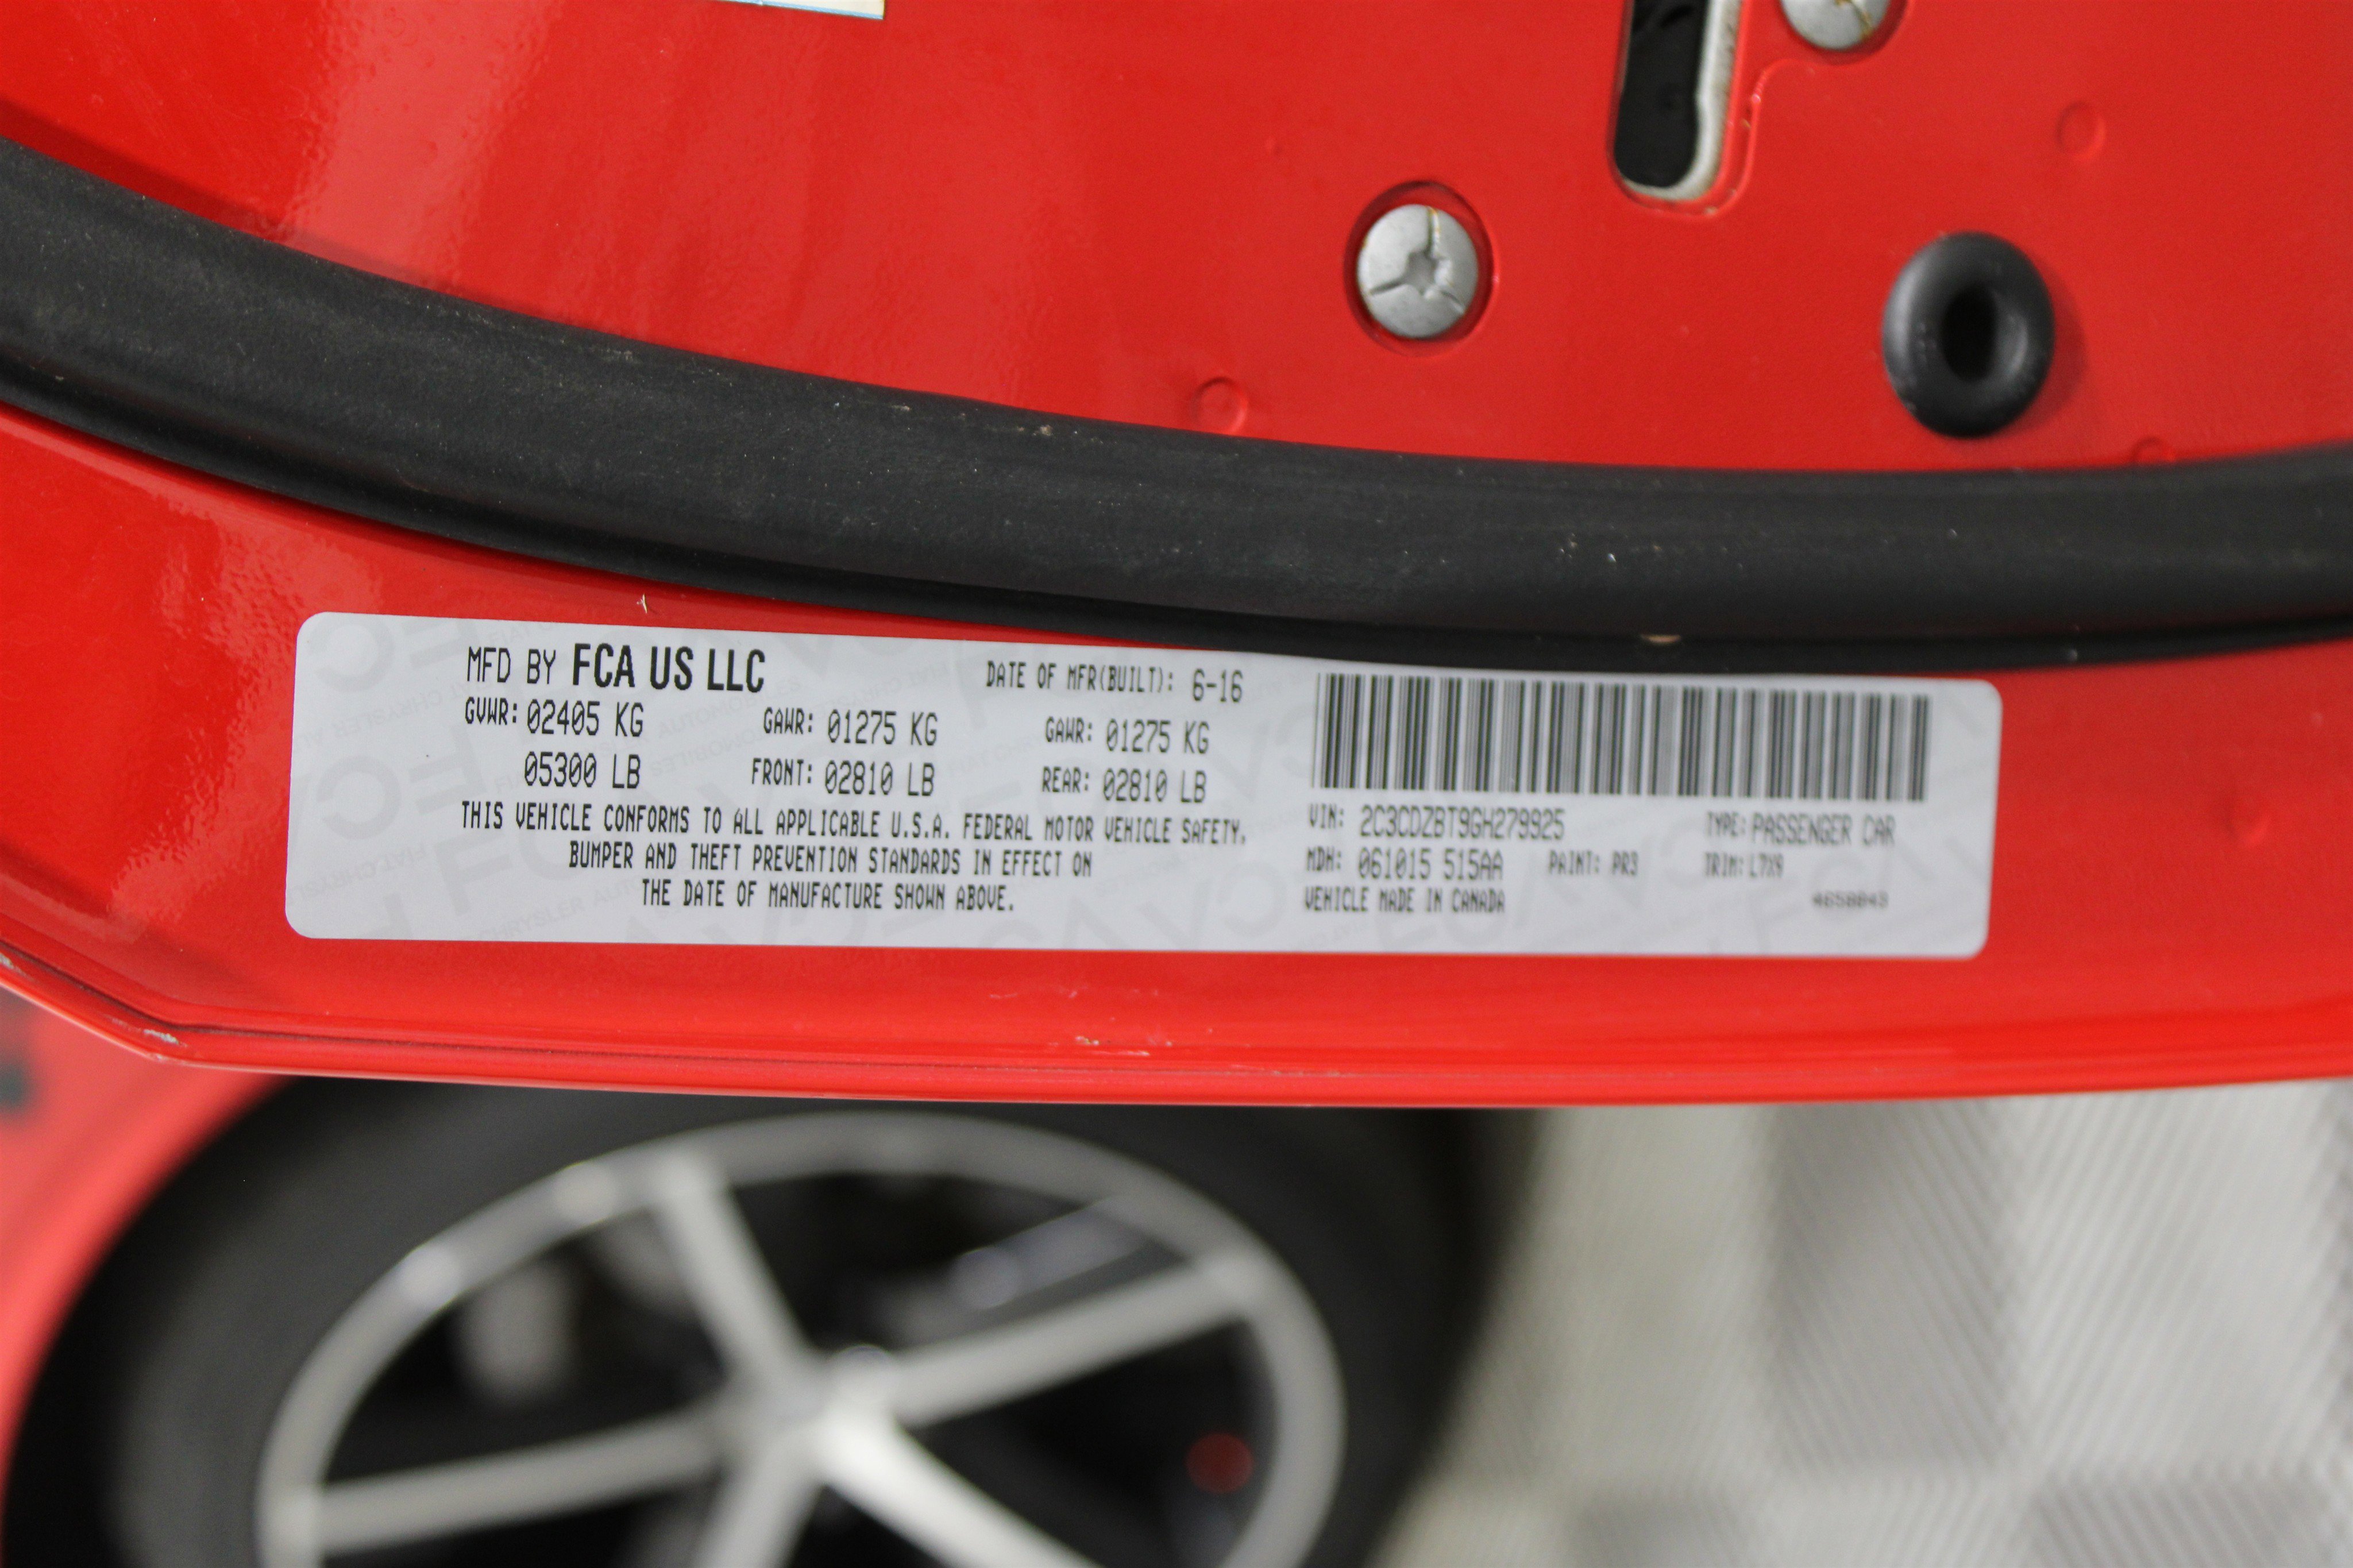 MFD BY FCA US LLC DATE OF MFR(BUILT): 6-16
GVWR: 02405 KG GAWR: 01275 KG GAWR: 01275 KG
05300 LB FRONT: 02810 LB REAR: 02810 LB
THIS VEHICLE CONFORMS TO ALL APPLICABLE U.S.A. FEDERAL MOTOR VEHICLE SAFETY,
BUMPER AND THEFT PREVENTION STANDARDS IN EFFECT ON
THE DATE OF MANUFACTURE SHOWN ABOVE.
VIN: 2C3CDZBT9GH279925 TYPE: PASSENGER CAR
MDH: 061015 515AA PAINT: PR3 TRIM: L7X9
VEHICLE MADE IN CANADA 4658843